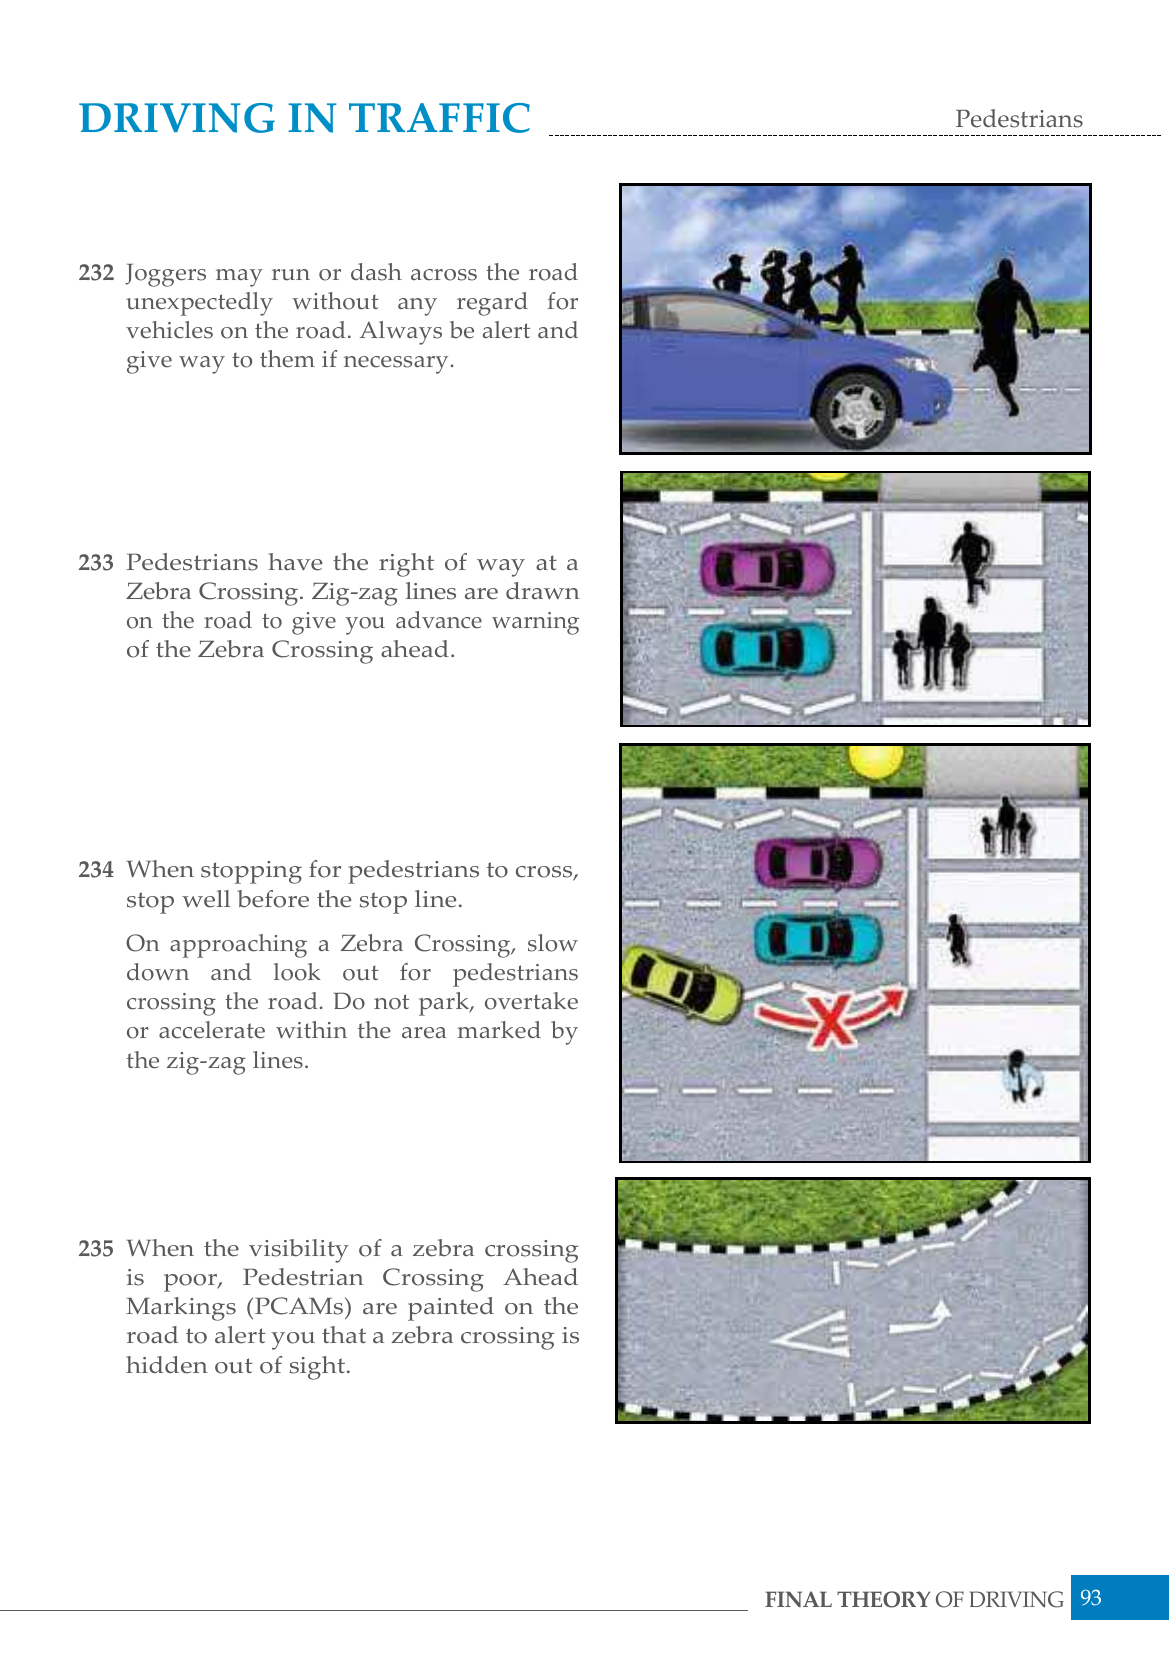 DRIVING IN TRAFFIC
Pedestrians
232 Joggers may run or dash across the road
unexpectedly without any regard for
vehicles on the road. Always be alert and
give way to them if necessary.
233 Pedestrians have the right of way at a
Zebra Crossing. Zig-zag lines are drawn
on the road to give you advance warning
of the Zebra Crossing ahead.
234 When stopping for pedestrians to cross,
stop well before the stop line.
On approaching a Zebra Crossing, slow
down and look out for pedestrians
crossing the road. Do not park, overtake
or accelerate within the area marked by
the zig-zag lines.
235 When the visibility of a zebra crossing
is poor, Pedestrian Crossing Ahead
Markings (PCAMs) are painted on the
road to alert you that a zebra crossing is
hidden out of sight.
FINAL THEORY OF DRIVING 93